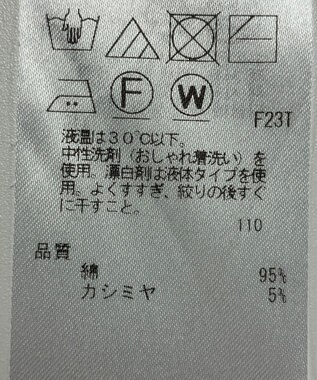 F W
F23T
液温は30℃以下。
中性洗剤(おしゃれ着洗い)を
使用。漂白剤は液体タイプを使
用。よくすすぎ、絞りの後すぐ
に干すこと。
110
品質
綿 95%
カシミヤ 5%